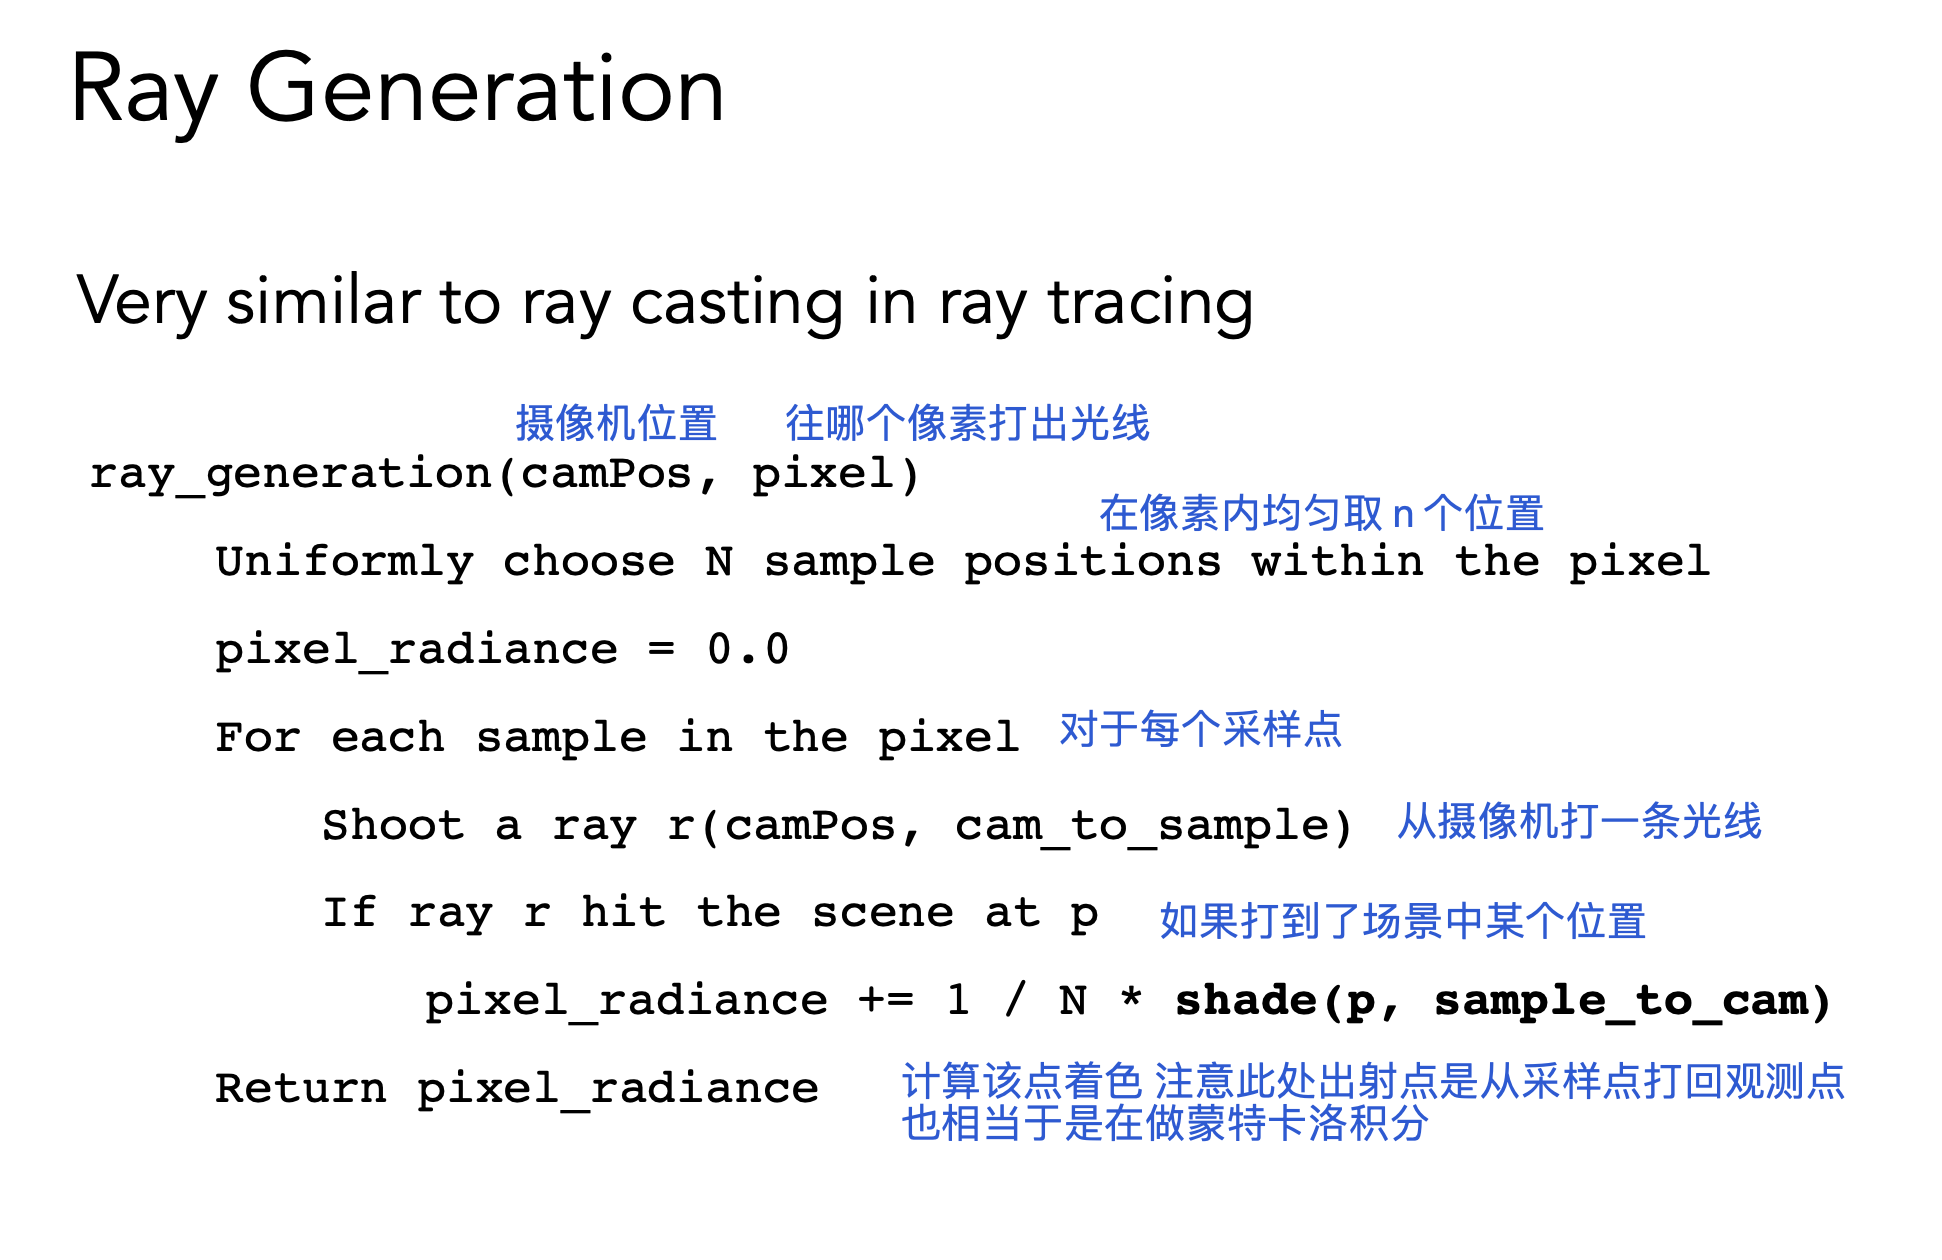 Ray Generation
Very similar to ray casting in ray tracing
摄像机位置 往哪个像素打出光线
ray_generation(camPos, pixel)
在像素内均匀取 n 个位置
Uniformly choose N sample positions within the pixel
pixel_radiance = 0.0
For each sample in the pixel 对于每个采样点
Shoot a ray r(camPos, cam_to_sample) 从摄像机打一条光线
If ray r hit the scene at p 如果打到了场景中某个位置
pixel_radiance += 1 / N * shade(p, sample_to_cam)
Return pixel_radiance 计算该点着色 注意此处出射点是从采样点打回观测点
也相当于是在做蒙特卡洛积分